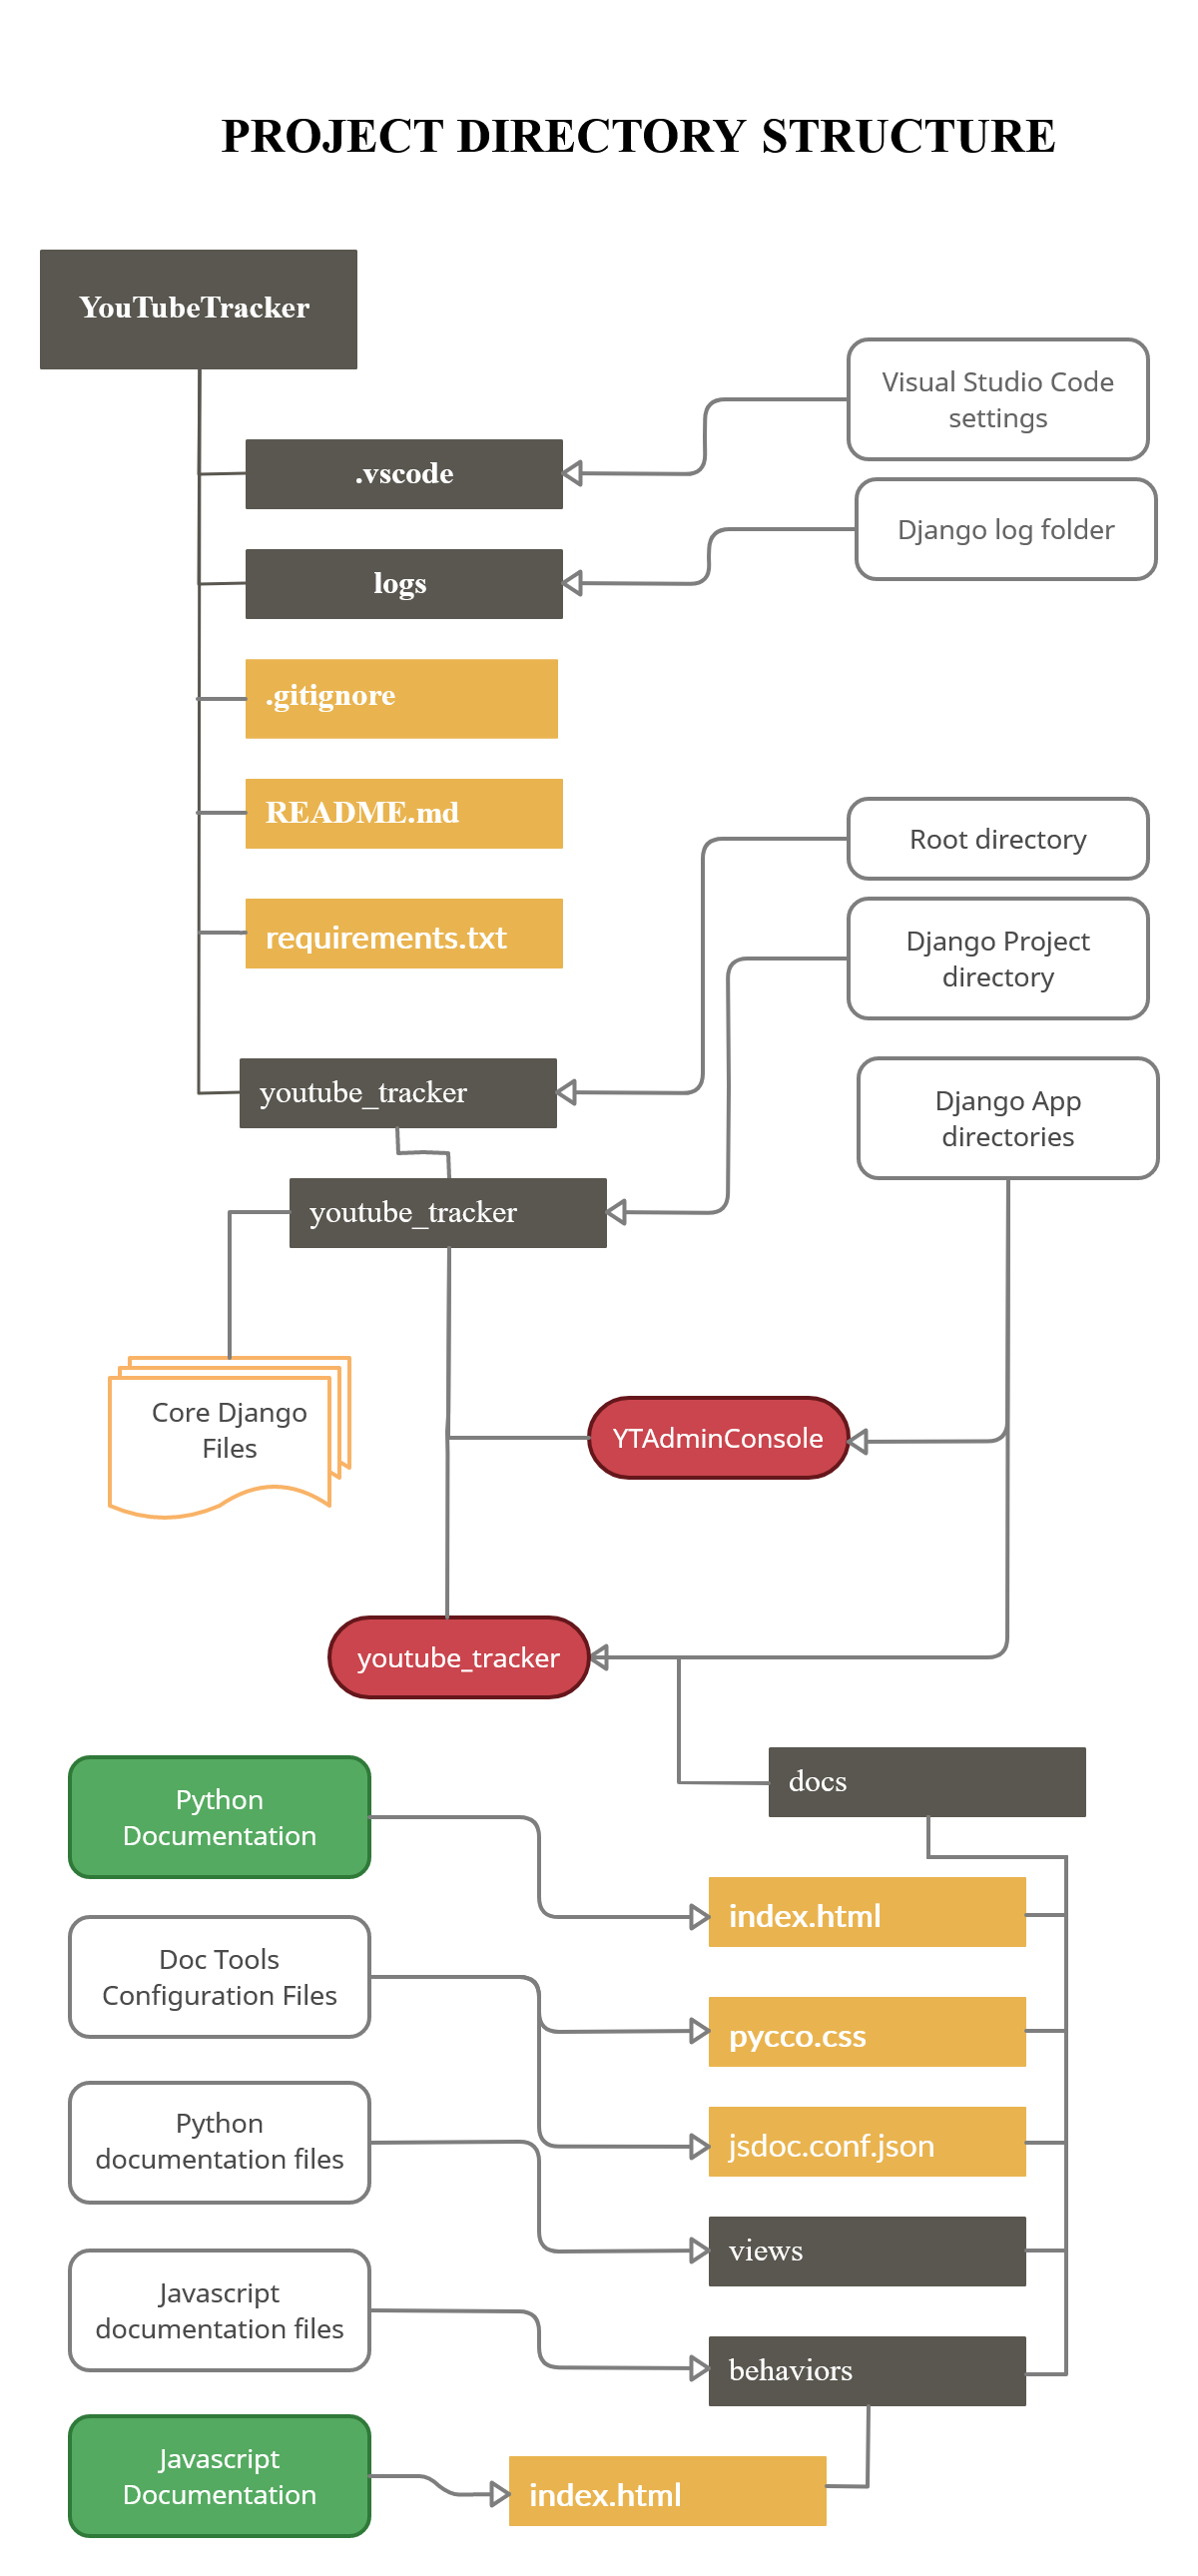 PROJECT DIRECTORY STRUCTURE
YouTubeTracker
Visual Studio Code
settings
.vscode
Django log folder
logs
.gitignore
README.md
Root directory
requirements.txt
Django Project
directory
youtube_tracker
Django App
directories
youtube_tracker
Core Django
Files
YTAdminConsole
youtube_tracker
docs
Python
Documentation
index.html
Doc Tools
Configuration Files
pycco.css
Python
documentation files
jsdoc.conf.json
views
Javascript
documentation files
behaviors
Javascript
Documentation
index.html